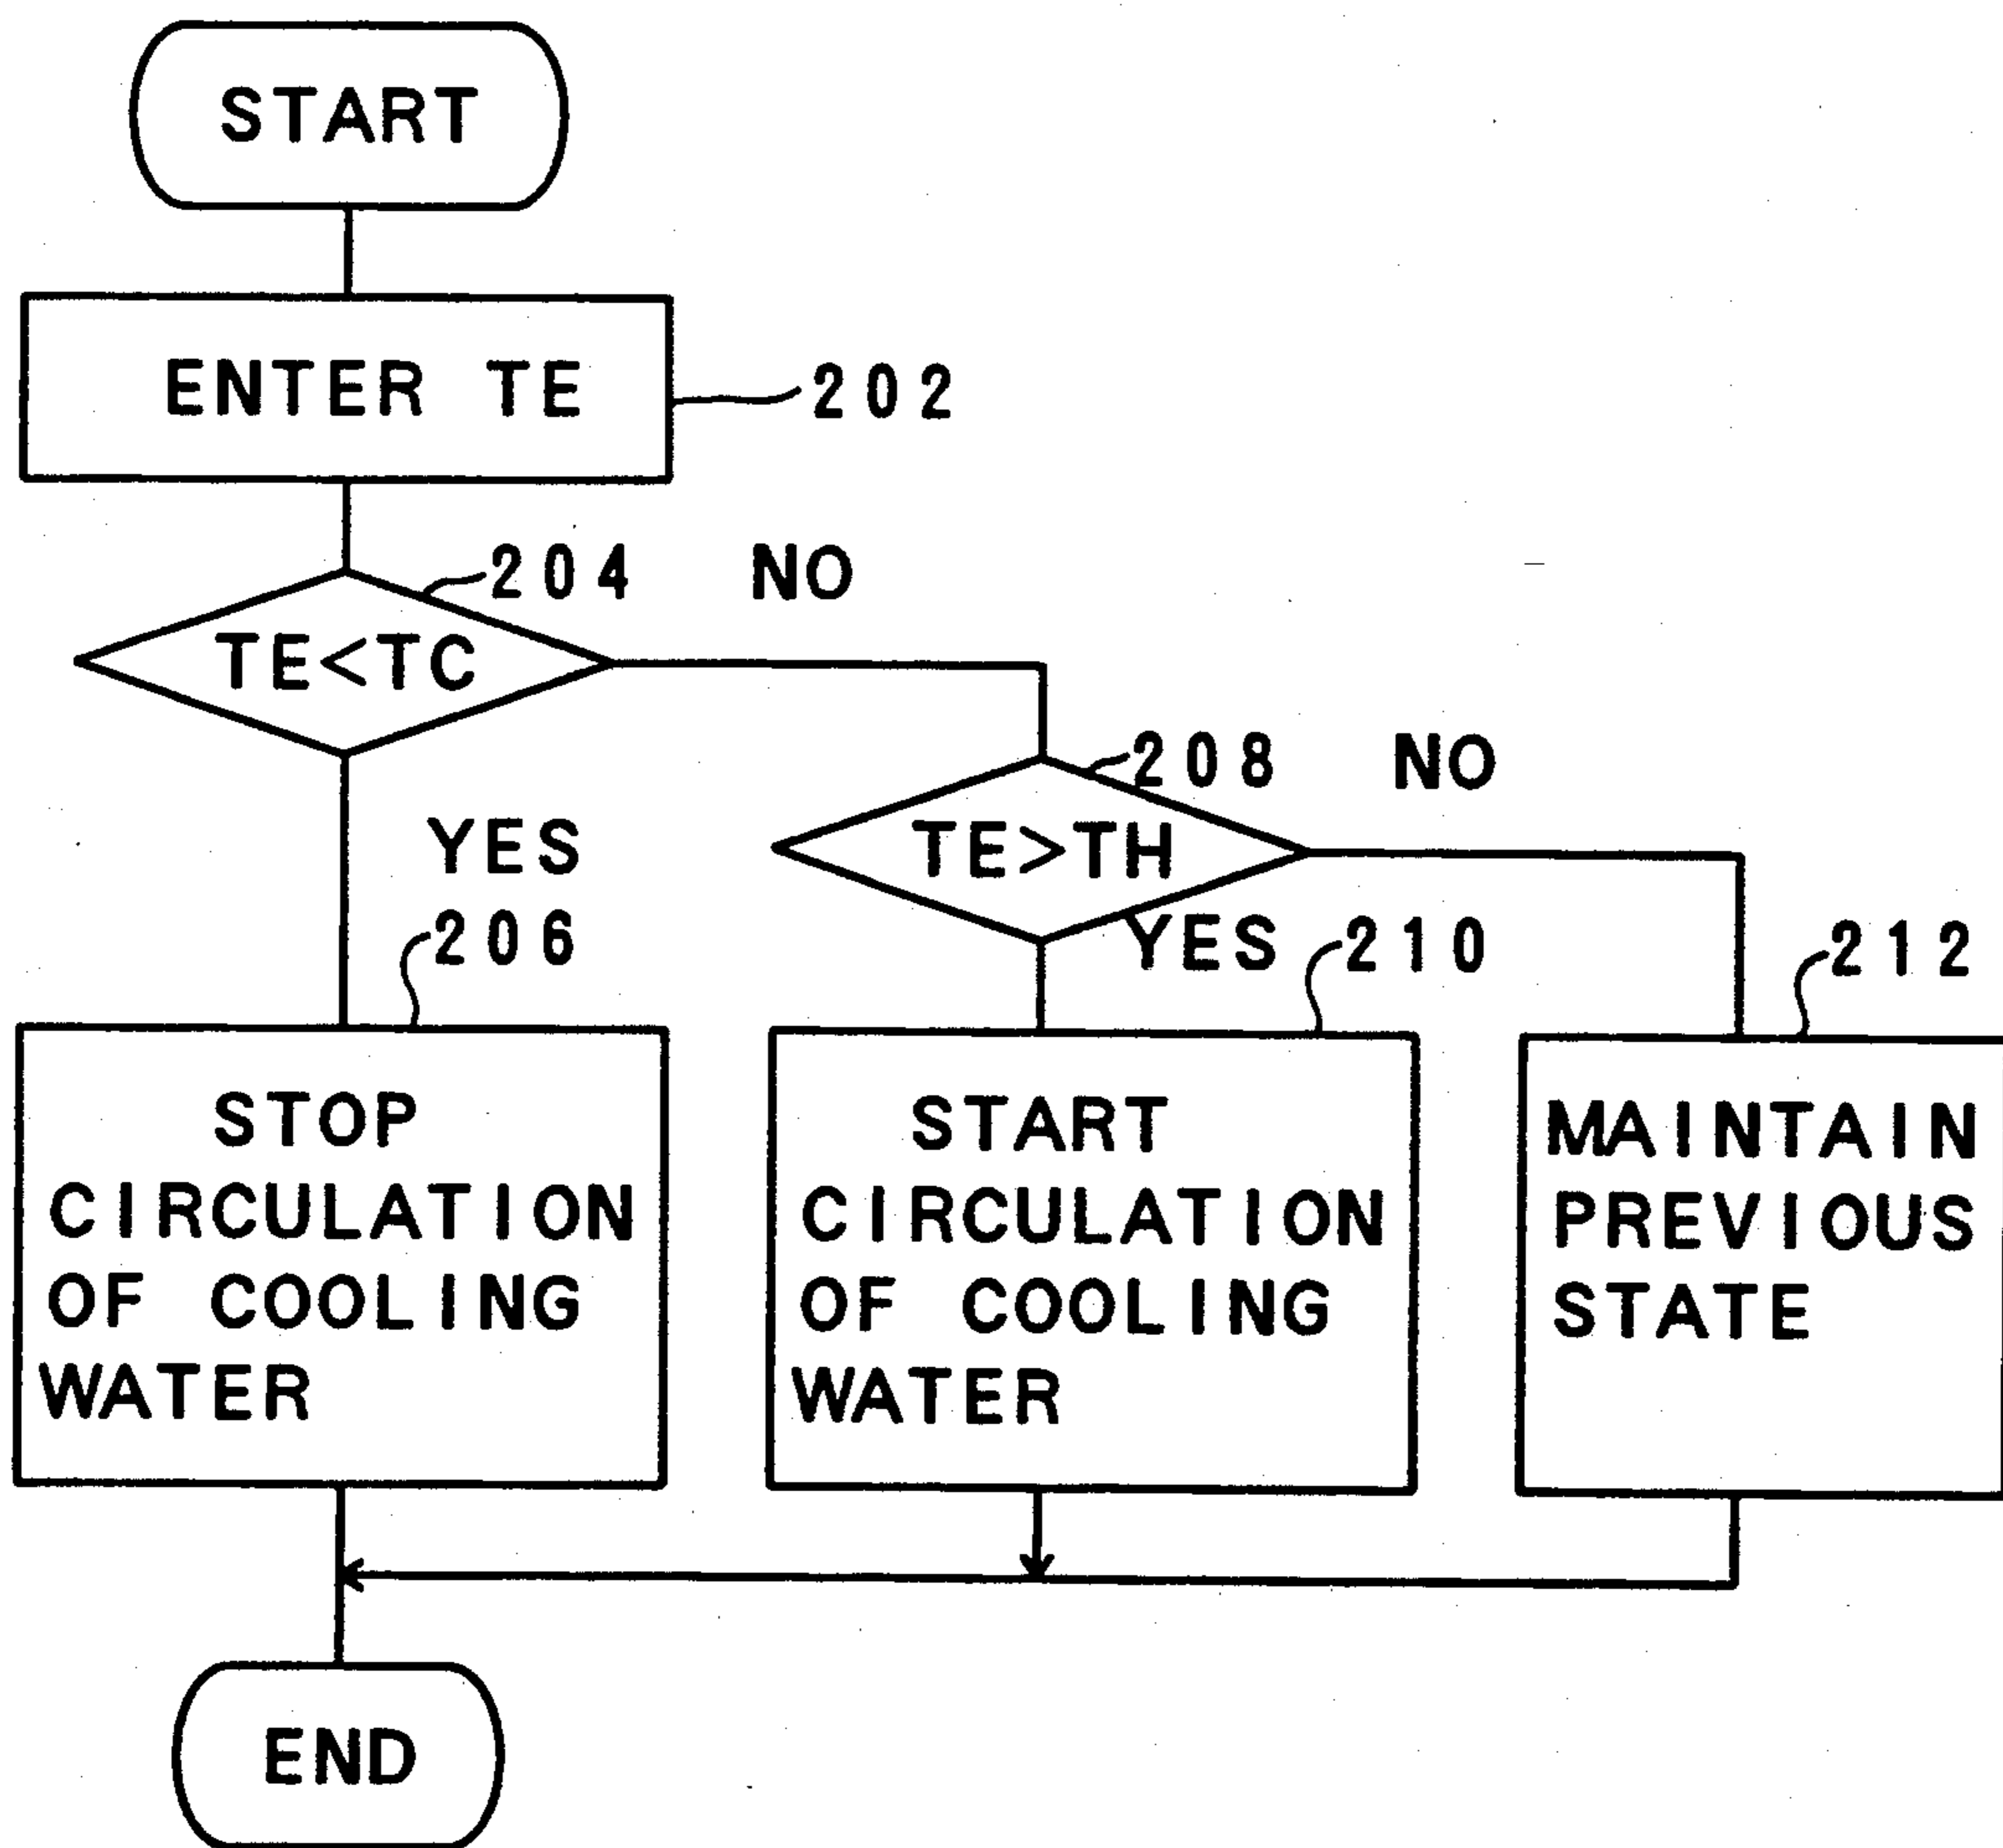 START
ENTER TE
202
204 NO
TE<TC
208 NO
TE>TH
YES
YES
206
210
212
STOP
CIRCULATION
OF COOLING
WATER
START
CIRCULATION
OF COOLING
WATER
MAINTAIN
PREVIOUS
STATE
END